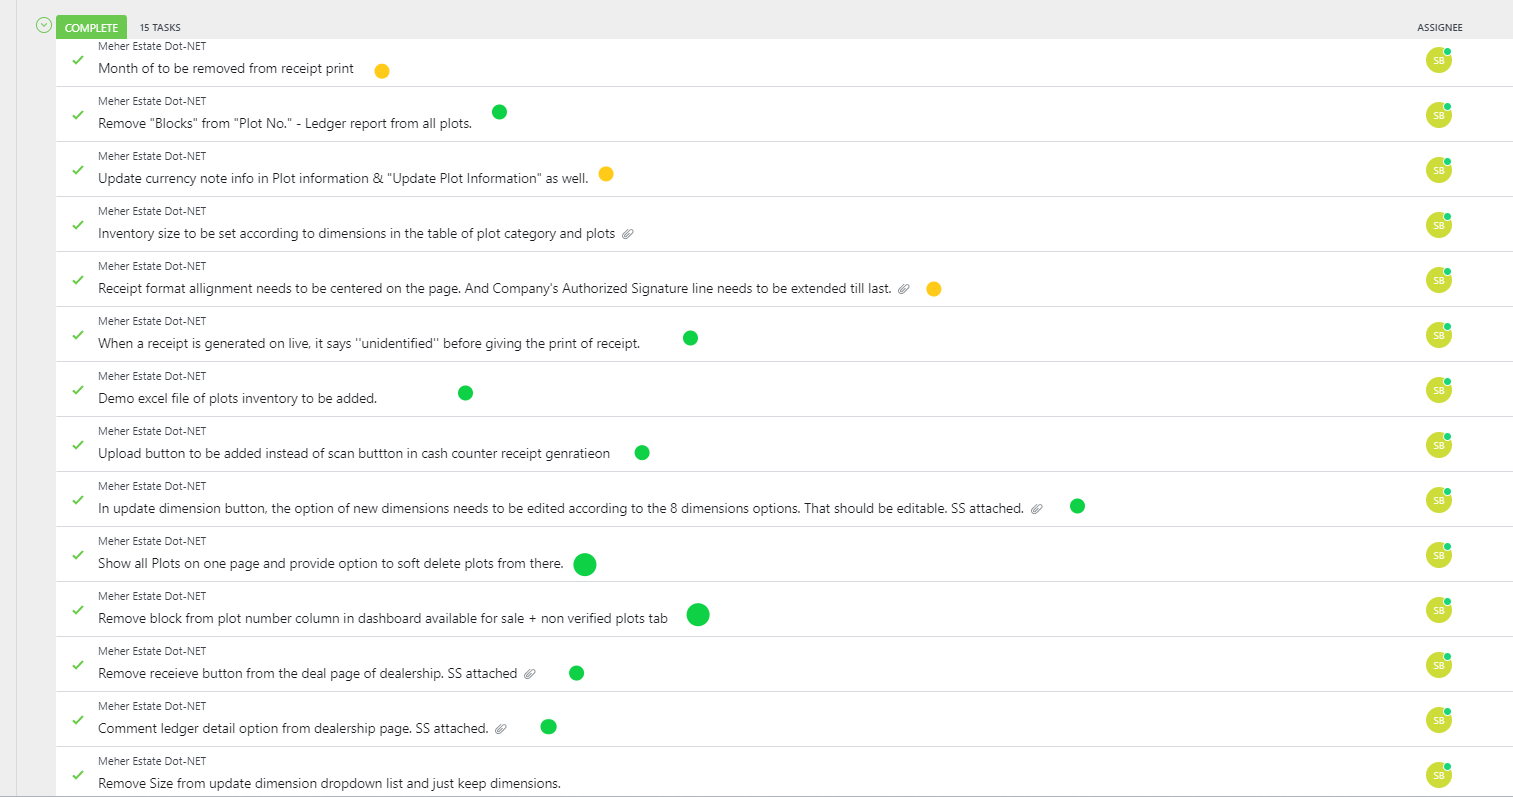 COMPLETE 15 TASKS ASSIGNEE
Meher Estate Dot-NET
Month of to be removed from receipt print
SB
Meher Estate Dot-NET
Remove "Blocks" from "Plot No." - Ledger report from all plots.
SB
Meher Estate Dot-NET
Update currency note info in Plot information & "Update Plot Information" as well.
SB
Meher Estate Dot-NET
Inventory size to be set according to dimensions in the table of plot category and plots
SB
Meher Estate Dot-NET
Receipt format allignment needs to be centered on the page. And Company's Authorized Signature line needs to be extended till last.
SB
Meher Estate Dot-NET
When a receipt is generated on live, it says ''unidentified'' before giving the print of receipt.
SB
Meher Estate Dot-NET
Demo excel file of plots inventory to be added.
SB
Meher Estate Dot-NET
Upload button to be added instead of scan buttton in cash counter receipt genratieon
SB
Meher Estate Dot-NET
In update dimension button, the option of new dimensions needs to be edited according to the 8 dimensions options. That should be editable. SS attached.
SB
Meher Estate Dot-NET
Show all Plots on one page and provide option to soft delete plots from there.
SB
Meher Estate Dot-NET
Remove block from plot number column in dashboard available for sale + non verified plots tab
SB
Meher Estate Dot-NET
Remove receieve button from the deal page of dealership. SS attached
SB
Meher Estate Dot-NET
Comment ledger detail option from dealership page. SS attached.
SB
Meher Estate Dot-NET
Remove Size from update dimension dropdown list and just keep dimensions.
SB